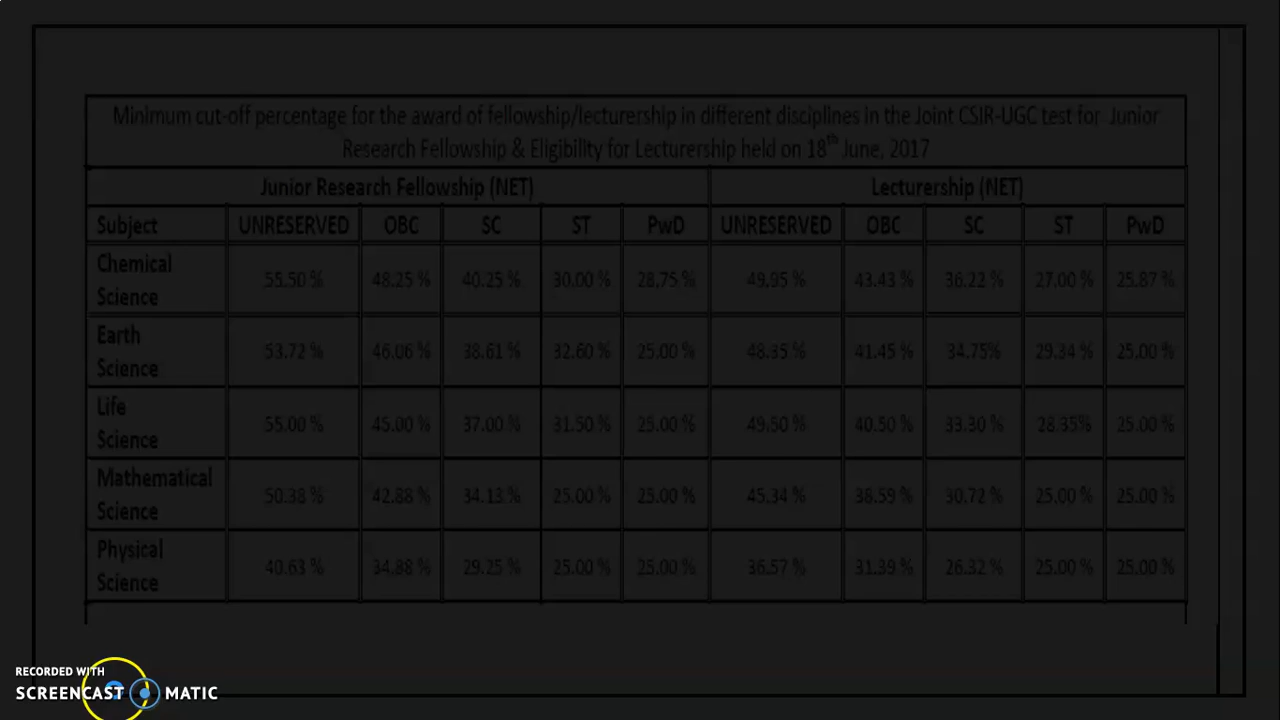 Minimum cut-off percentage for the award of fellowship/lecturership in different disciplines in the Joint CSIR-UGC test for Junior
Research Fellowship & Eligibility for Lecturership held on 18th June, 2017
Junior Research Fellowship (NET) Lecturership (NET)
Subject UNRESERVED OBC SC ST PwD UNRESERVED OBC SC ST PwD
Chemical
Science 55.50 % 48.25 % 40.25 % 30.00 % 28.75 % 49.95 % 43.43 % 36.22 % 27.00 % 25.87 %
Earth
Science 53.72 % 46.06 % 38.61 % 32.60 % 25.00 % 48.35 % 41.45 % 34.75% 29.34 % 25.00 %
Life
Science 55.00 % 45.00 % 37.00 % 31.50 % 25.00 % 49.50 % 40.50 % 33.30 % 28.35% 25.00 %
Mathematical
Science 50.38 % 42.88 % 34.13 % 25.00 % 25.00 % 45.34 % 38.59 % 30.72 % 25.00 % 25.00 %
Physical
Science 40.63 % 34.88 % 29.25 % 25.00 % 25.00 % 36.57 % 31.39 % 26.32 % 25.00 % 25.00 %
RECORDED WITH
SCREENCAST MATIC